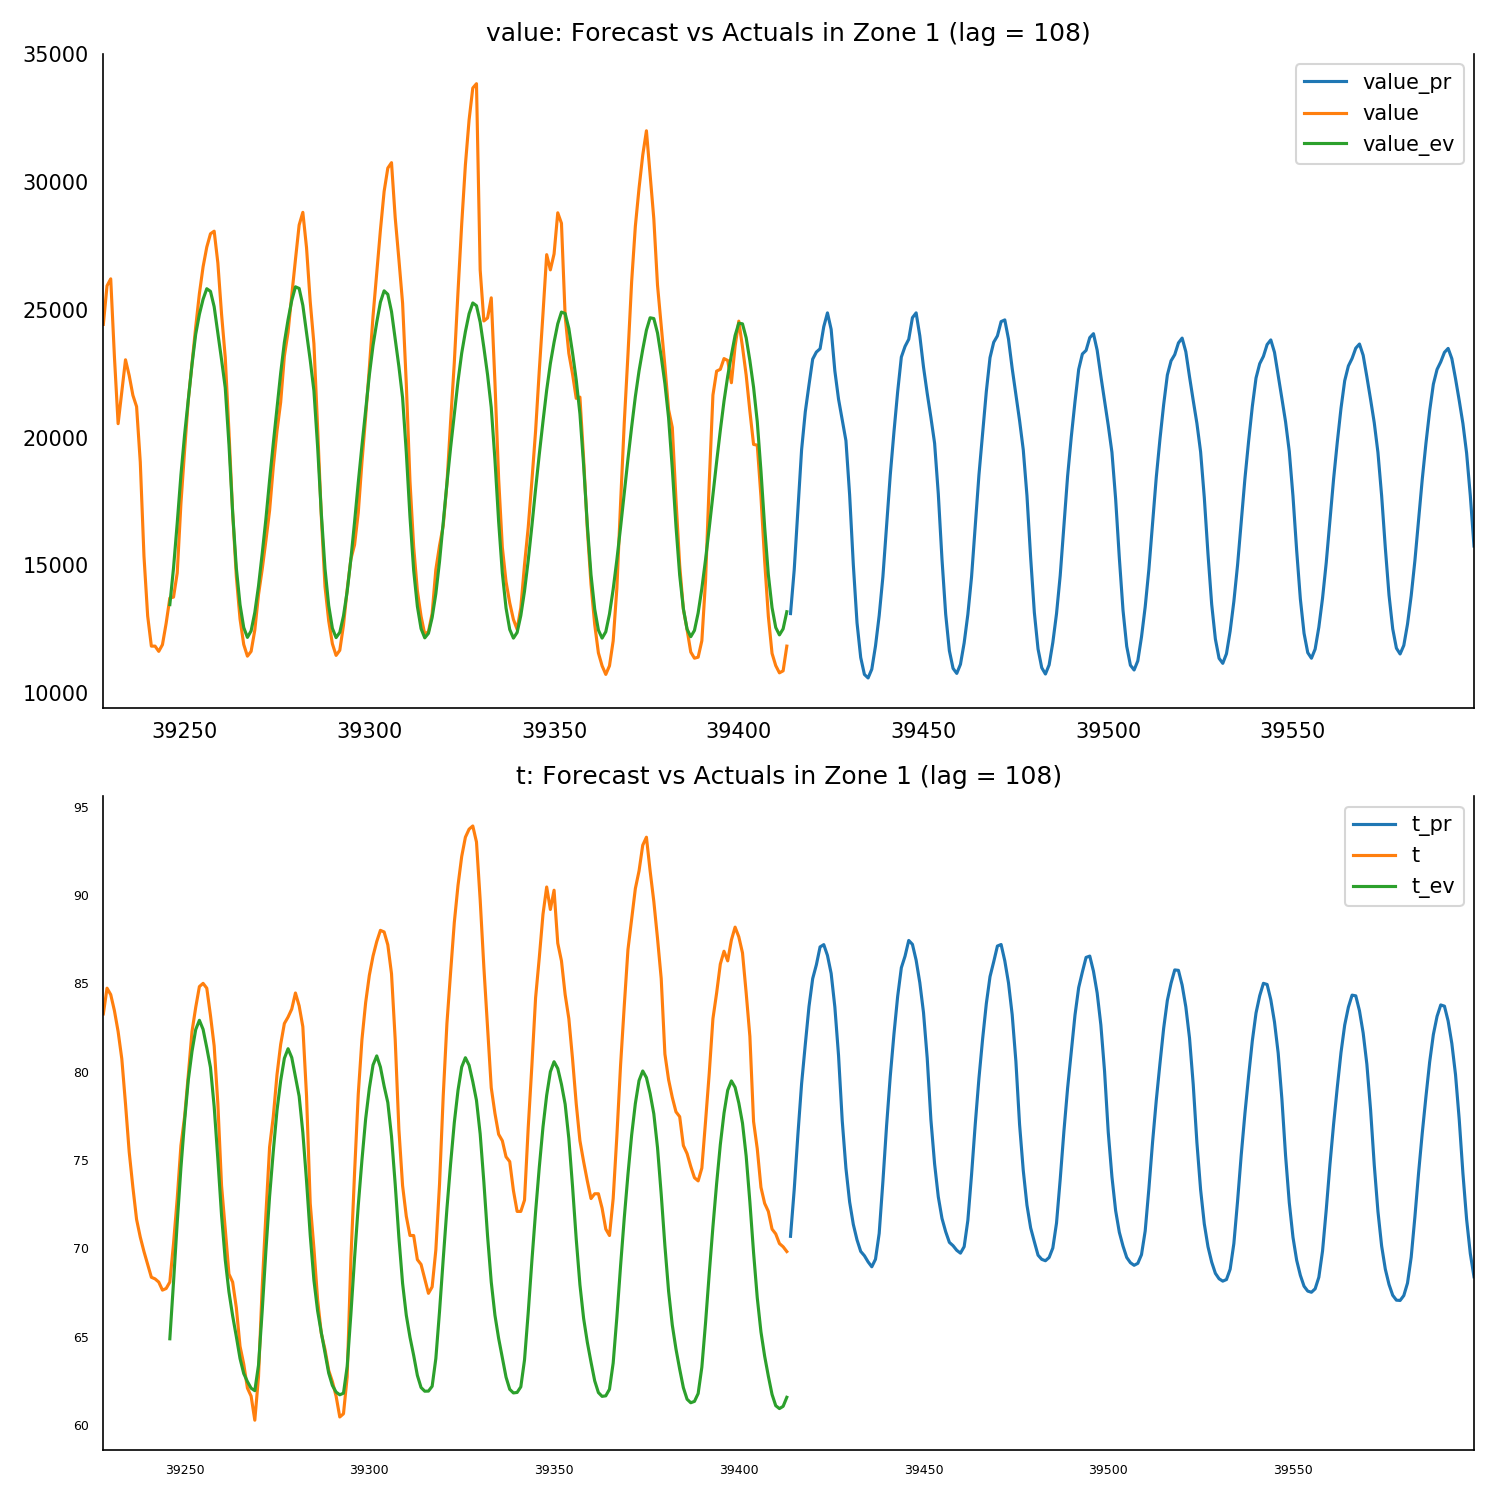 value: Forecast vs Actuals in Zone 1 (lag = 108)
35000
30000
25000
20000
15000
10000
value_pr
value
value_ev
39250 39300 39350 39400 39450 39500 39550
t: Forecast vs Actuals in Zone 1 (lag = 108)
95
90
85
80
75
70
65
60
t_pr
t
t_ev
39250 39300 39350 39400 39450 39500 39550